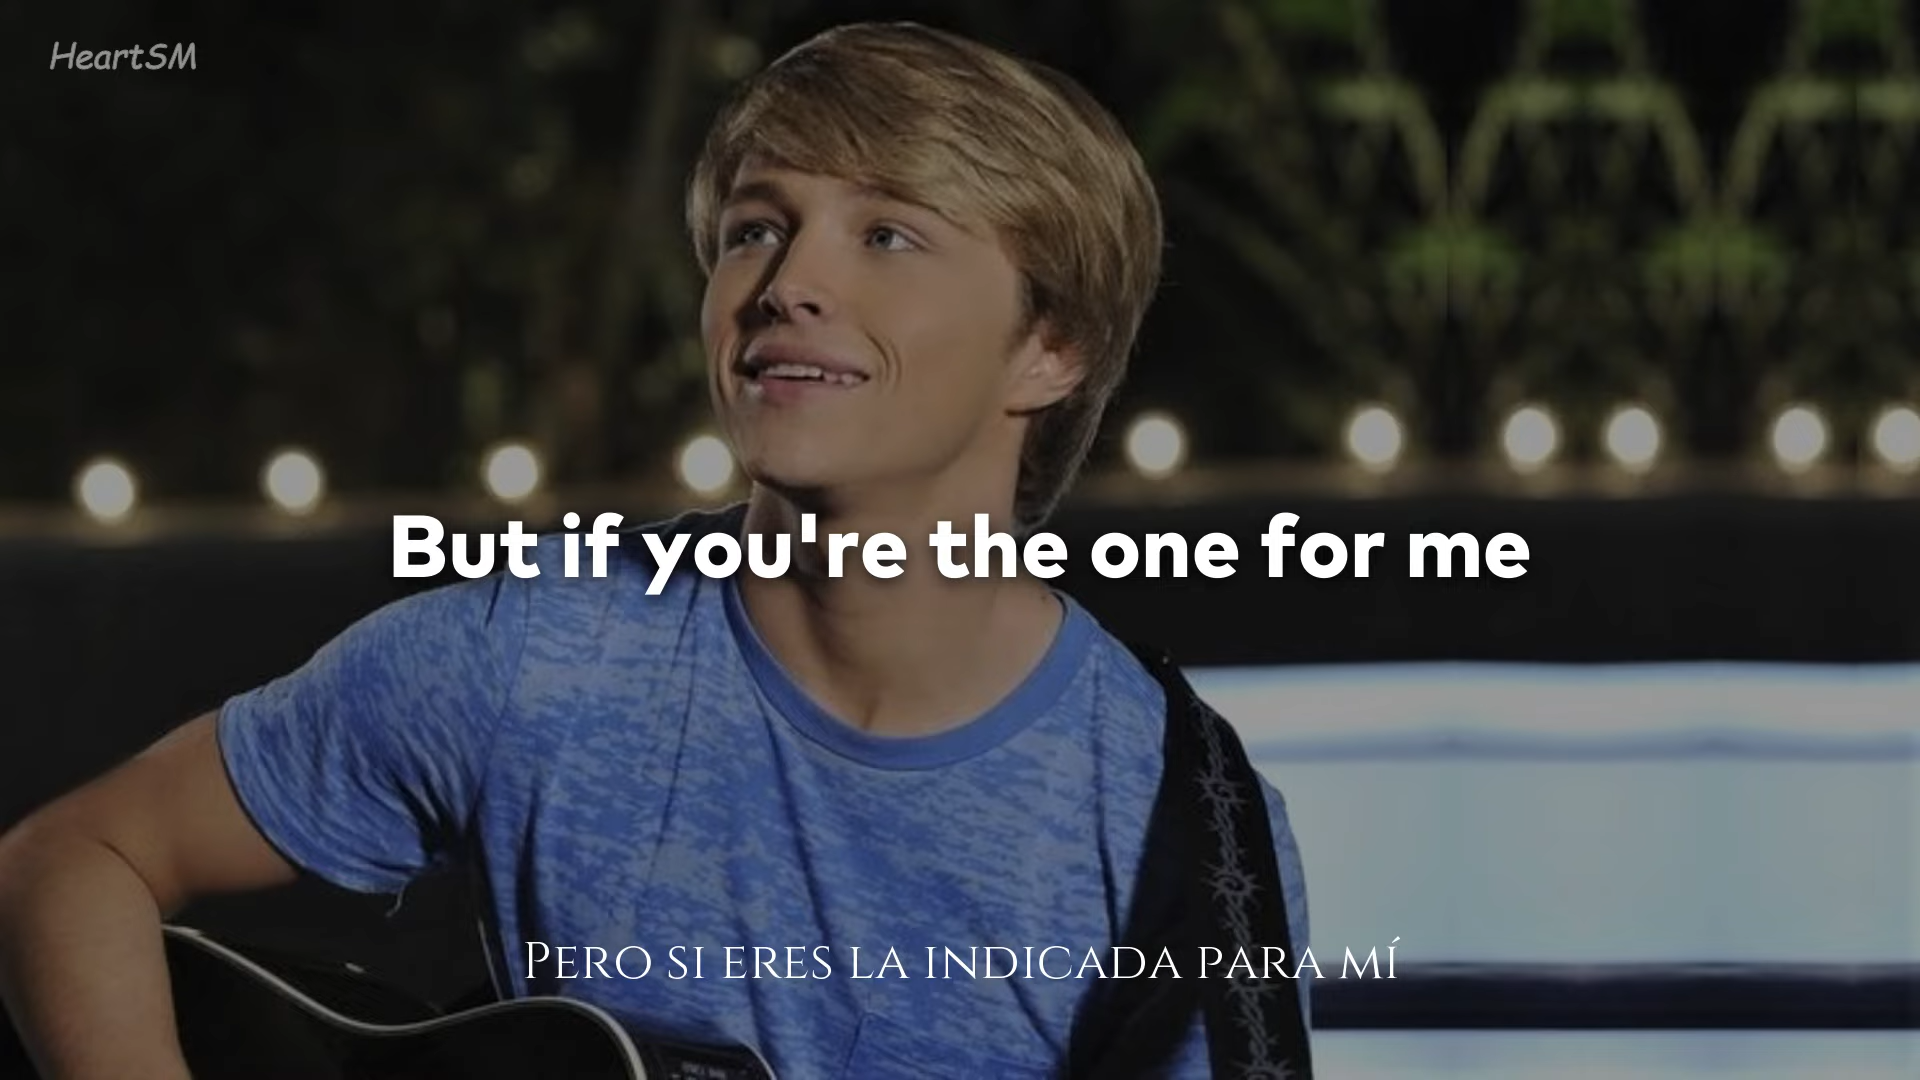 HeartSM
But if you're the one for me
Pero si eres la indicada para mí